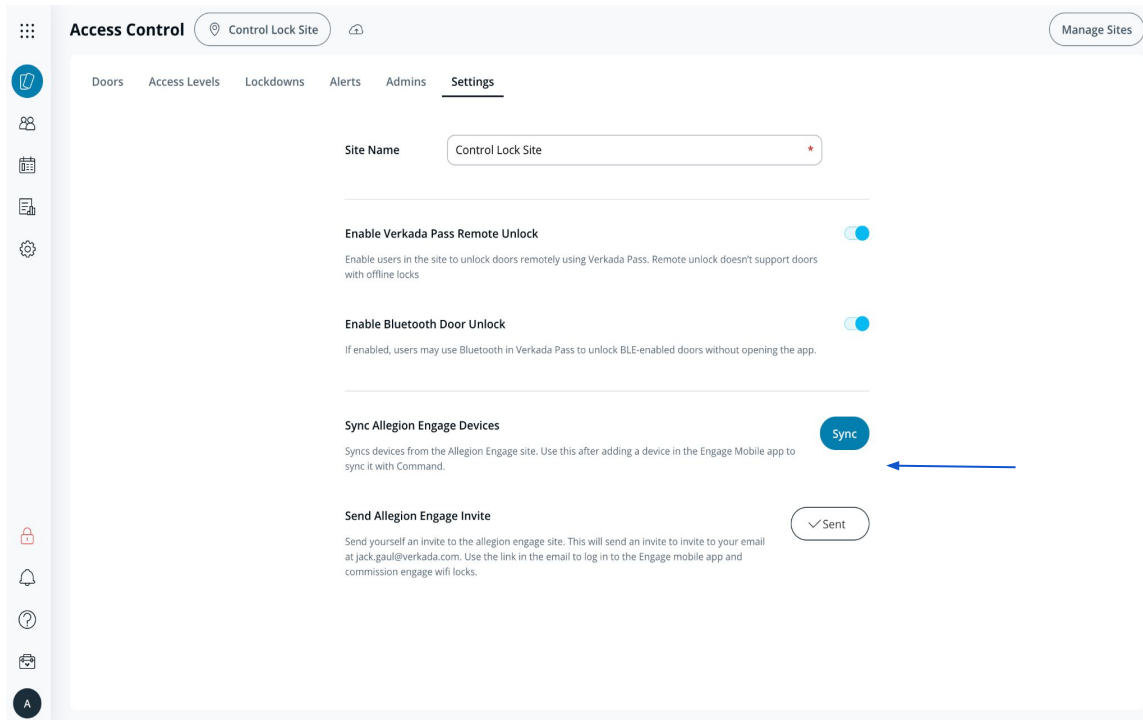 Access Control
Control Lock Site
Manage Sites
Doors
Access Levels
Lockdowns
Alerts
Admins
Settings
Site Name
Control Lock Site *
Enable Verkada Pass Remote Unlock
Enable users in the site to unlock doors remotely using Verkada Pass. Remote unlock doesn't support doors
with offline locks
Enable Bluetooth Door Unlock
If enabled, users may use Bluetooth in Verkada Pass to unlock BLE-enabled doors without opening the app.
Sync Allegion Engage Devices
Sync
Syncs devices from the Allegion Engage site. Use this after adding a device in the Engage Mobile app to
sync it with Command.
Send Allegion Engage Invite
Sent
Send yourself an invite to the allegion engage site. This will send an invite to invite to your email
at jack.gaul@verkada.com. Use the link in the email to log in to the Engage mobile app and
commission engage wifi locks.
A